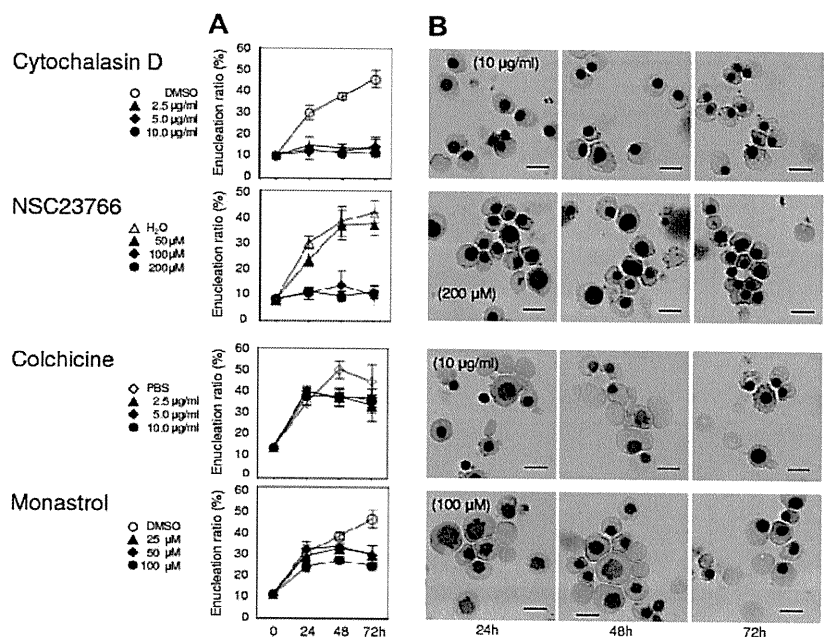 A
B
Cytochalasin D
DMSO
2.5 µg/ml
5.0 µg/ml
10.0 µg/ml
Enucleation ratio (%)
60
50
40
30
20
10
0
(10 µg/ml)
NSC23766
H₂O
50 µM
100µM
200µM
Enucleation ratio (%)
50
40
30
20
10
0
(200 µM)
Colchicine
PBS
2.5 µg/ml
5.0 µg/ml
10.0 µg/ml
Enucleation ratio (%)
60
50
40
30
20
10
0
(10 µg/ml)
Monastrol
DMSO
25 µM
50 µM
100 µM
Enucleation ratio (%)
60
50
40
30
20
10
0
(100 µM)
0 24 48 72h
24h 48h 72h